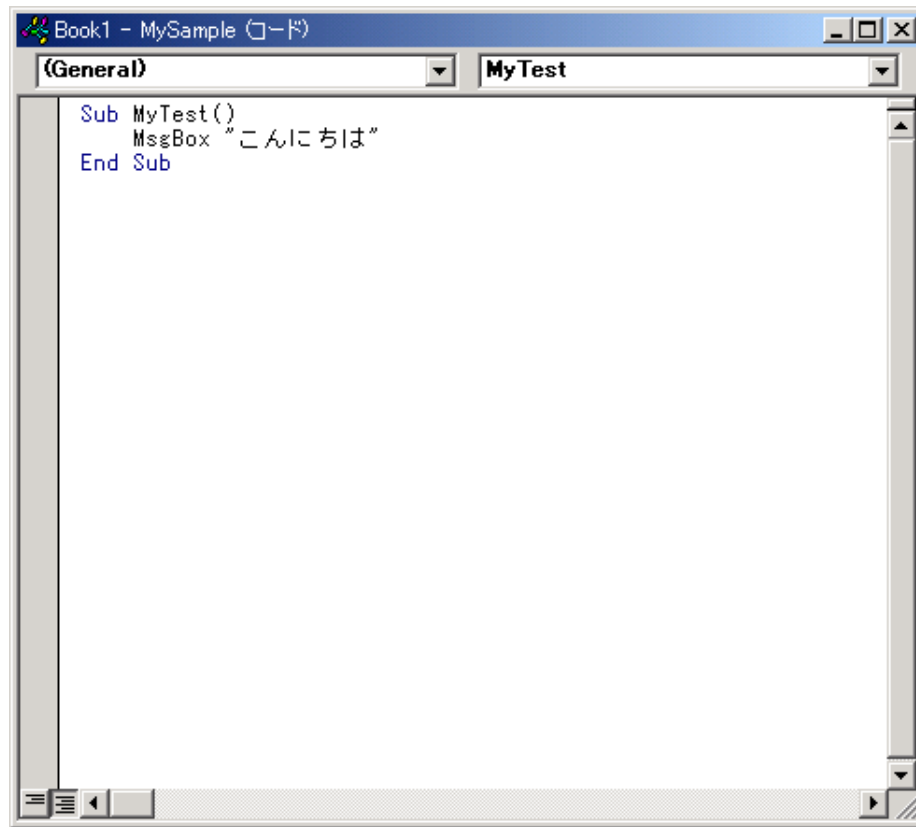 Book1 - MySample (コード)
(General)
MyTest
Sub MyTest()
    MsgBox "こんにちは"
End Sub